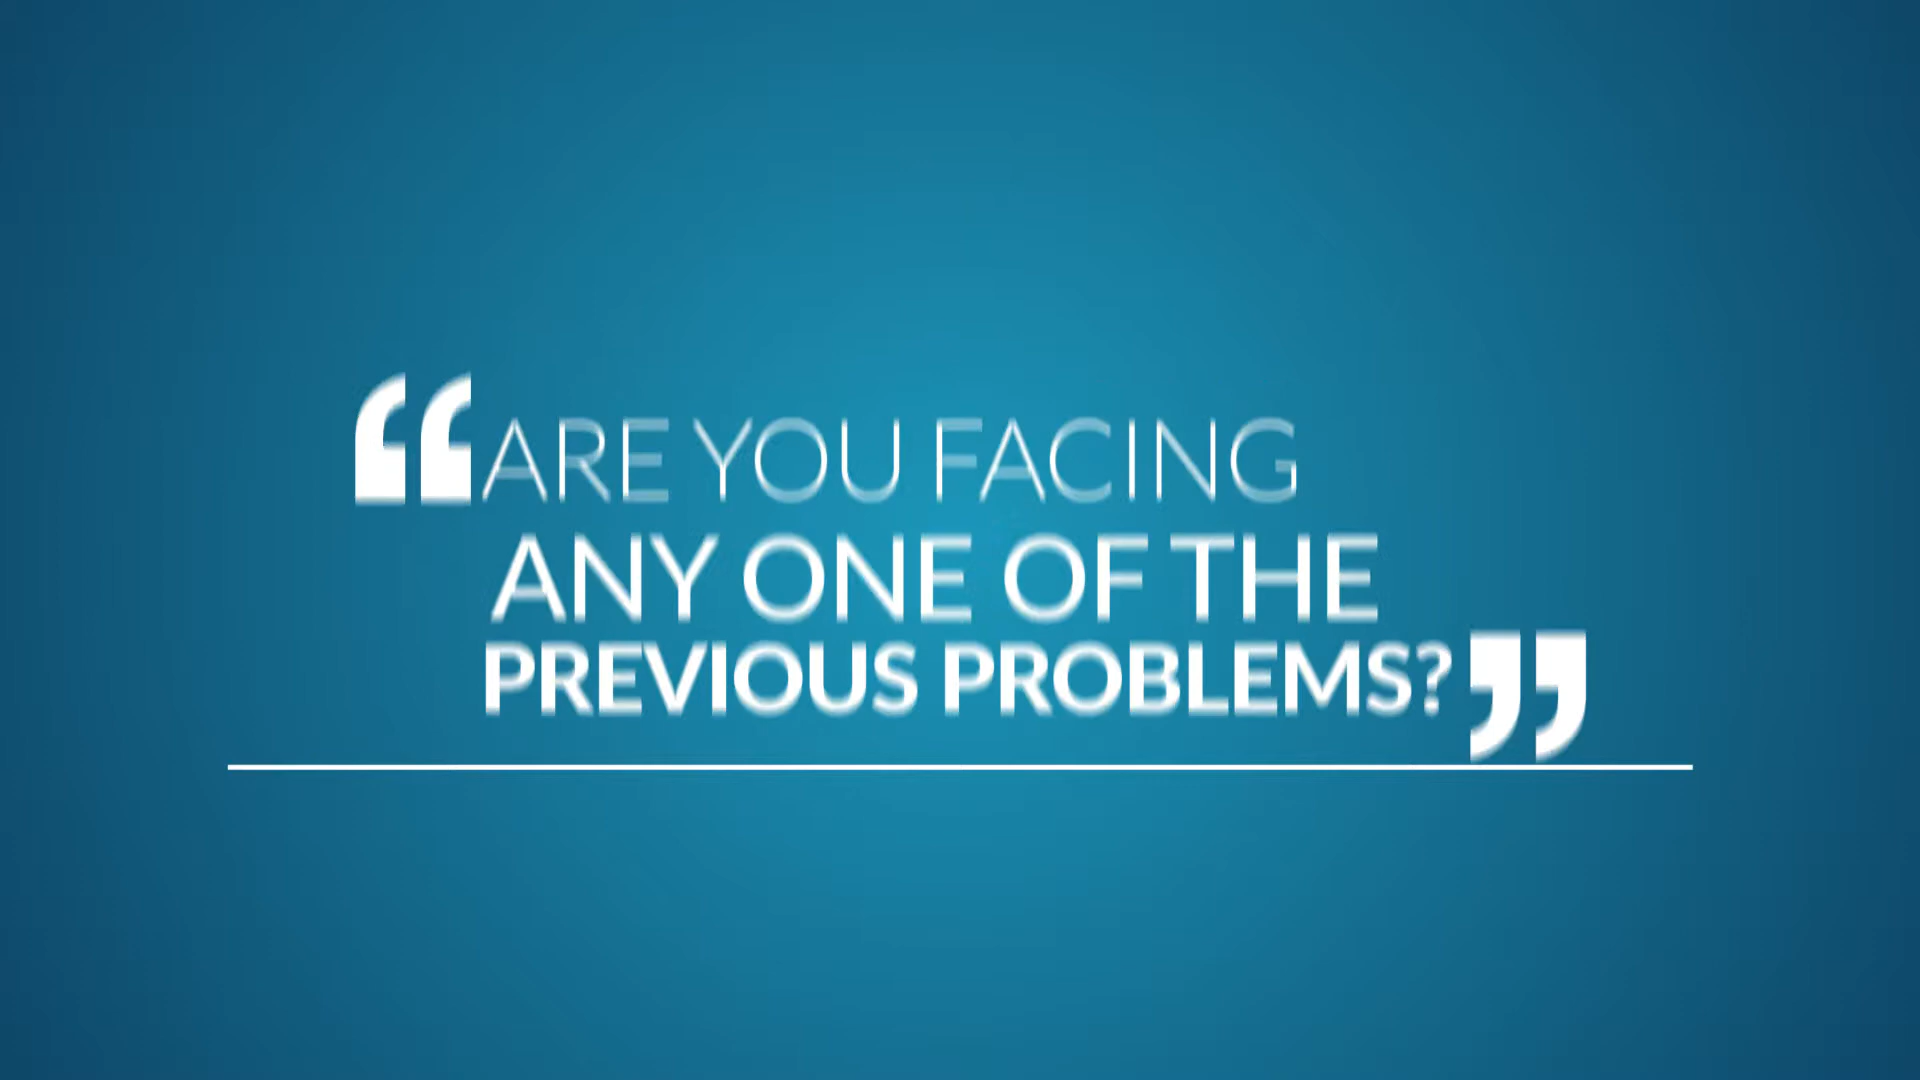 “ARE YOU FACING
ANY ONE OF THE
PREVIOUS PROBLEMS?”